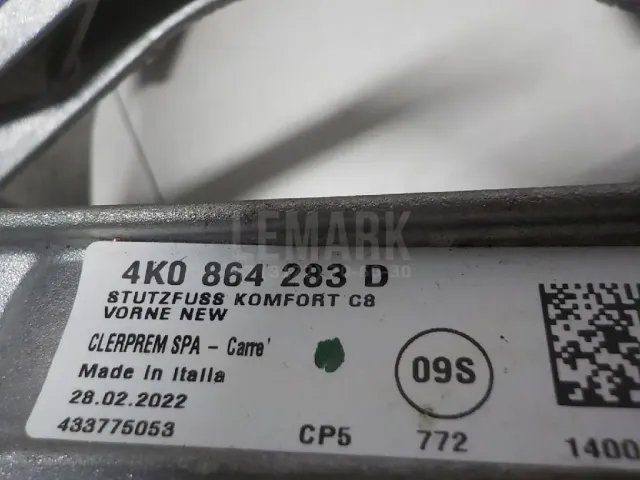 LEMARK
4K0 864 283 D
STUTZFUSS KOMFORT C8
VORNE NEW
CLERPREM SPA - Carre'
Made in Italia
09S
28.02.2022
433775053
CP5
772
1400